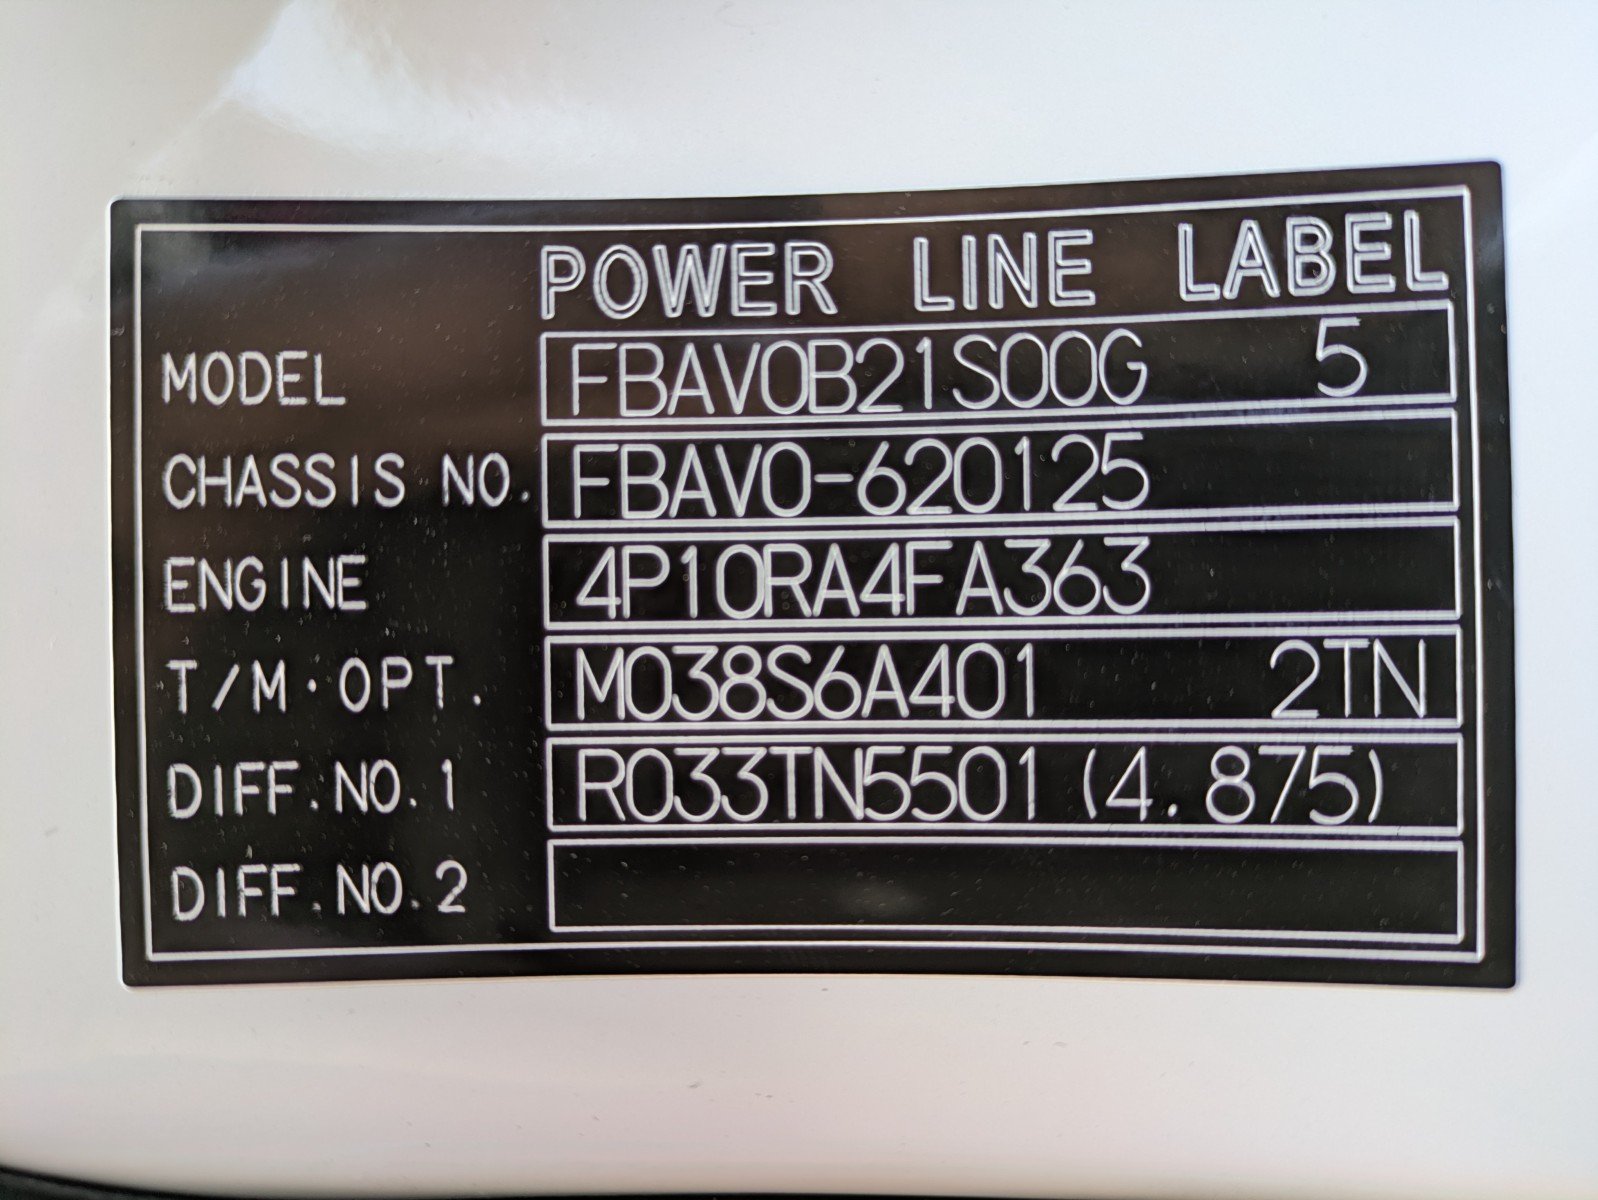 POWER LINE LABEL
MODEL FBAV0B21S00G 5
CHASSIS NO. FBAV0-620125
ENGINE 4P10RA4FA363
T/M·OPT. M038S6A401 2TN
DIFF.NO.1 R033TN5501(4.875)
DIFF.NO.2